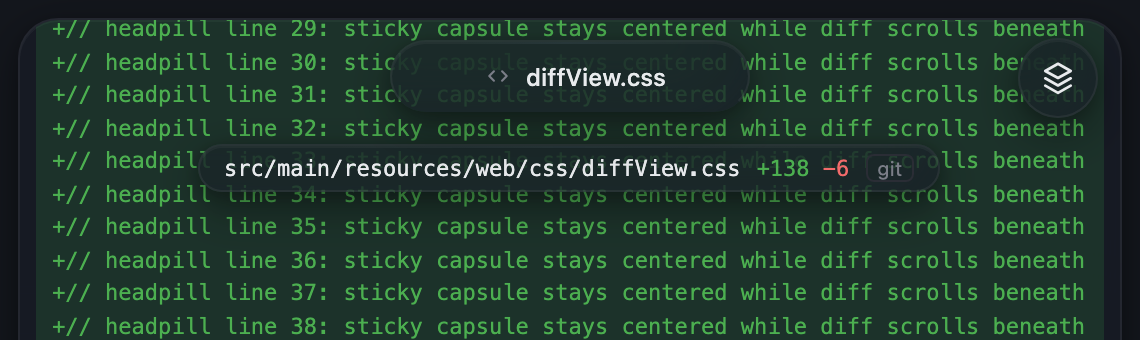 +// headpill line 29: sticky capsule stays centered while diff scrolls beneath
+// headpill line 30: sticky capsule stays centered while diff scrolls beneath
<> diffView.css
+// headpill line 31: sticky capsule stays centered while diff scrolls beneath
+// headpill line 32: sticky capsule stays centered while diff scrolls beneath
src/main/resources/web/css/diffView.css +138 −6 git
+// headpill line 34: sticky capsule stays centered while diff scrolls beneath
+// headpill line 35: sticky capsule stays centered while diff scrolls beneath
+// headpill line 36: sticky capsule stays centered while diff scrolls beneath
+// headpill line 37: sticky capsule stays centered while diff scrolls beneath
+// headpill line 38: sticky capsule stays centered while diff scrolls beneath